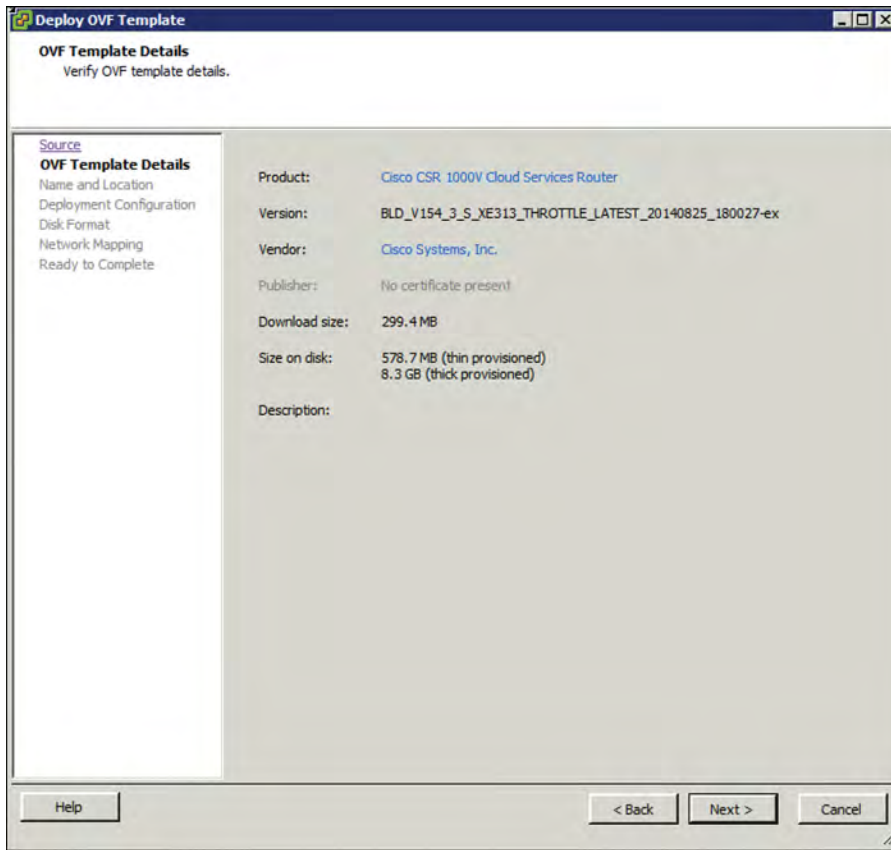 Deploy OVF Template
OVF Template Details
Verify OVF template details.
Source
OVF Template Details
Name and Location
Deployment Configuration
Disk Format
Network Mapping
Ready to Complete
Product: Cisco CSR 1000V Cloud Services Router
Version: BLD_V154_3_S_XE313_THROTTLE_LATEST_20140825_180027-ex
Vendor: Cisco Systems, Inc.
Publisher: No certificate present
Download size: 299.4 MB
Size on disk: 578.7 MB (thin provisioned)
8.3 GB (thick provisioned)
Description:
Help
< Back
Next >
Cancel